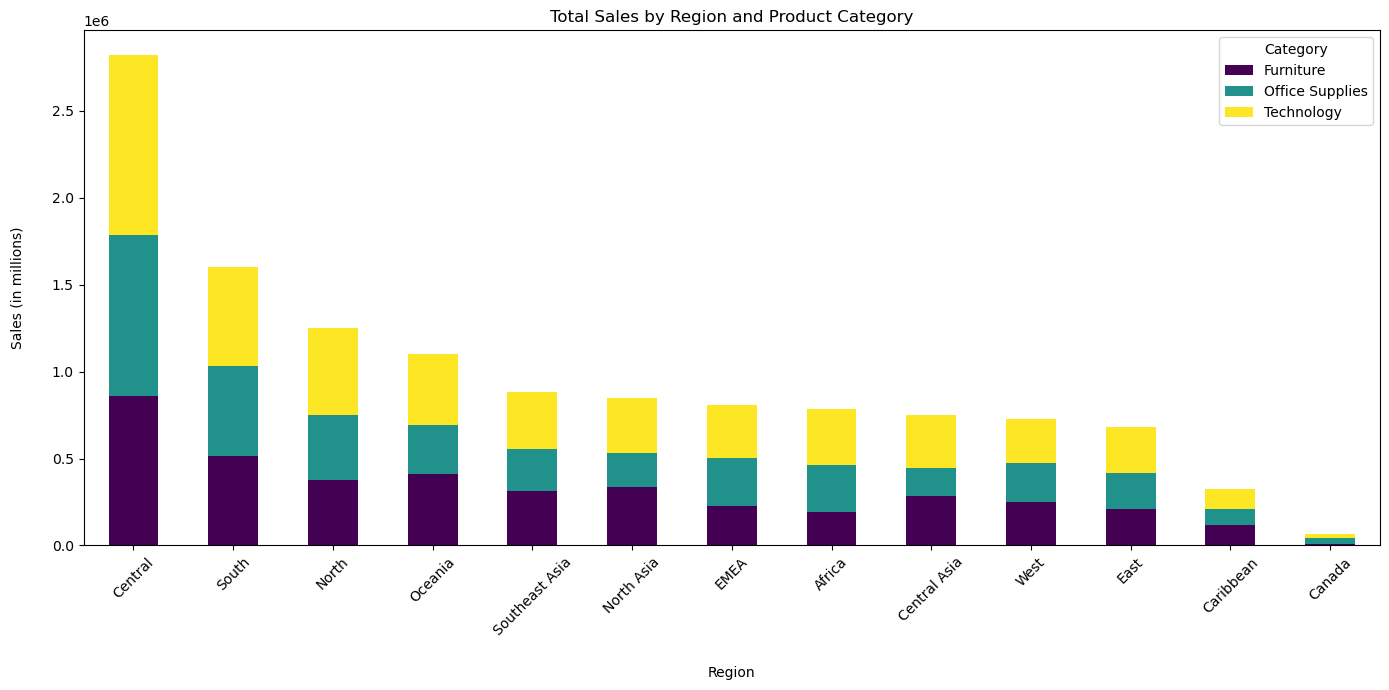 Total Sales by Region and Product Category
1e6
Category
Furniture
Office Supplies
Technology
2.5
2.0
1.5
1.0
0.5
0.0
Sales (in millions)
Central
South
North
Oceania
Southeast Asia
North Asia
EMEA
Africa
Central Asia
West
East
Caribbean
Canada
Region